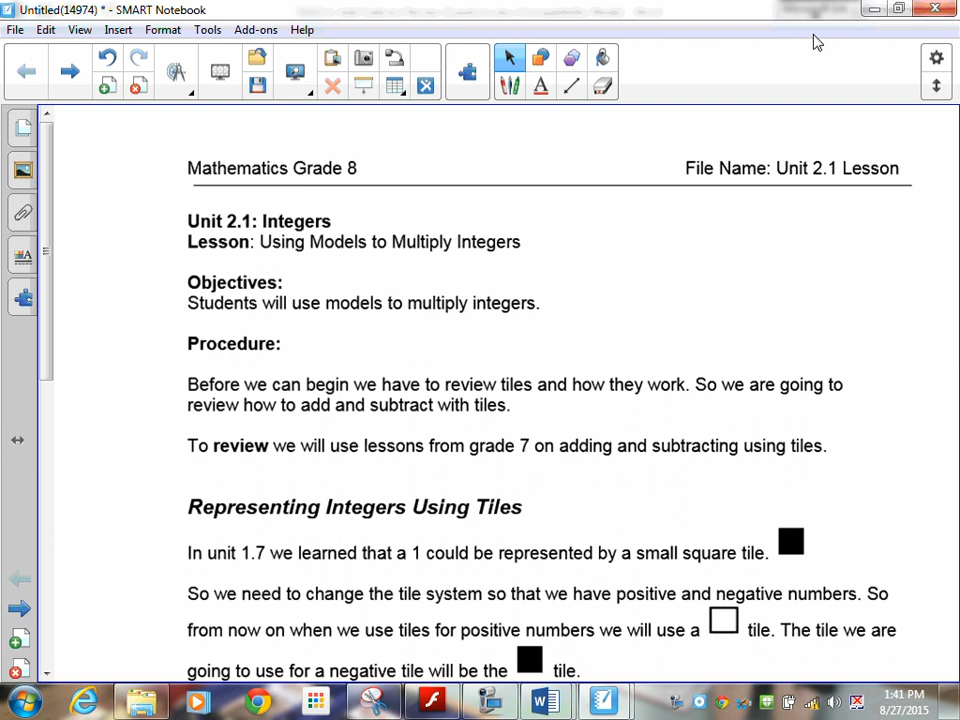 Untitled(14974) * - SMART Notebook
File Edit View Insert Format Tools Add-ons Help
Mathematics Grade 8 File Name: Unit 2.1 Lesson
Unit 2.1: Integers
Lesson: Using Models to Multiply Integers
Objectives:
Students will use models to multiply integers.
Procedure:
Before we can begin we have to review tiles and how they work. So we are going to
review how to add and subtract with tiles.
To review we will use lessons from grade 7 on adding and subtracting using tiles.
Representing Integers Using Tiles
In unit 1.7 we learned that a 1 could be represented by a small square tile.
So we need to change the tile system so that we have positive and negative numbers. So
from now on when we use tiles for positive numbers we will use a tile. The tile we are
going to use for a negative tile will be the tile.
1:41 PM
8/27/2015